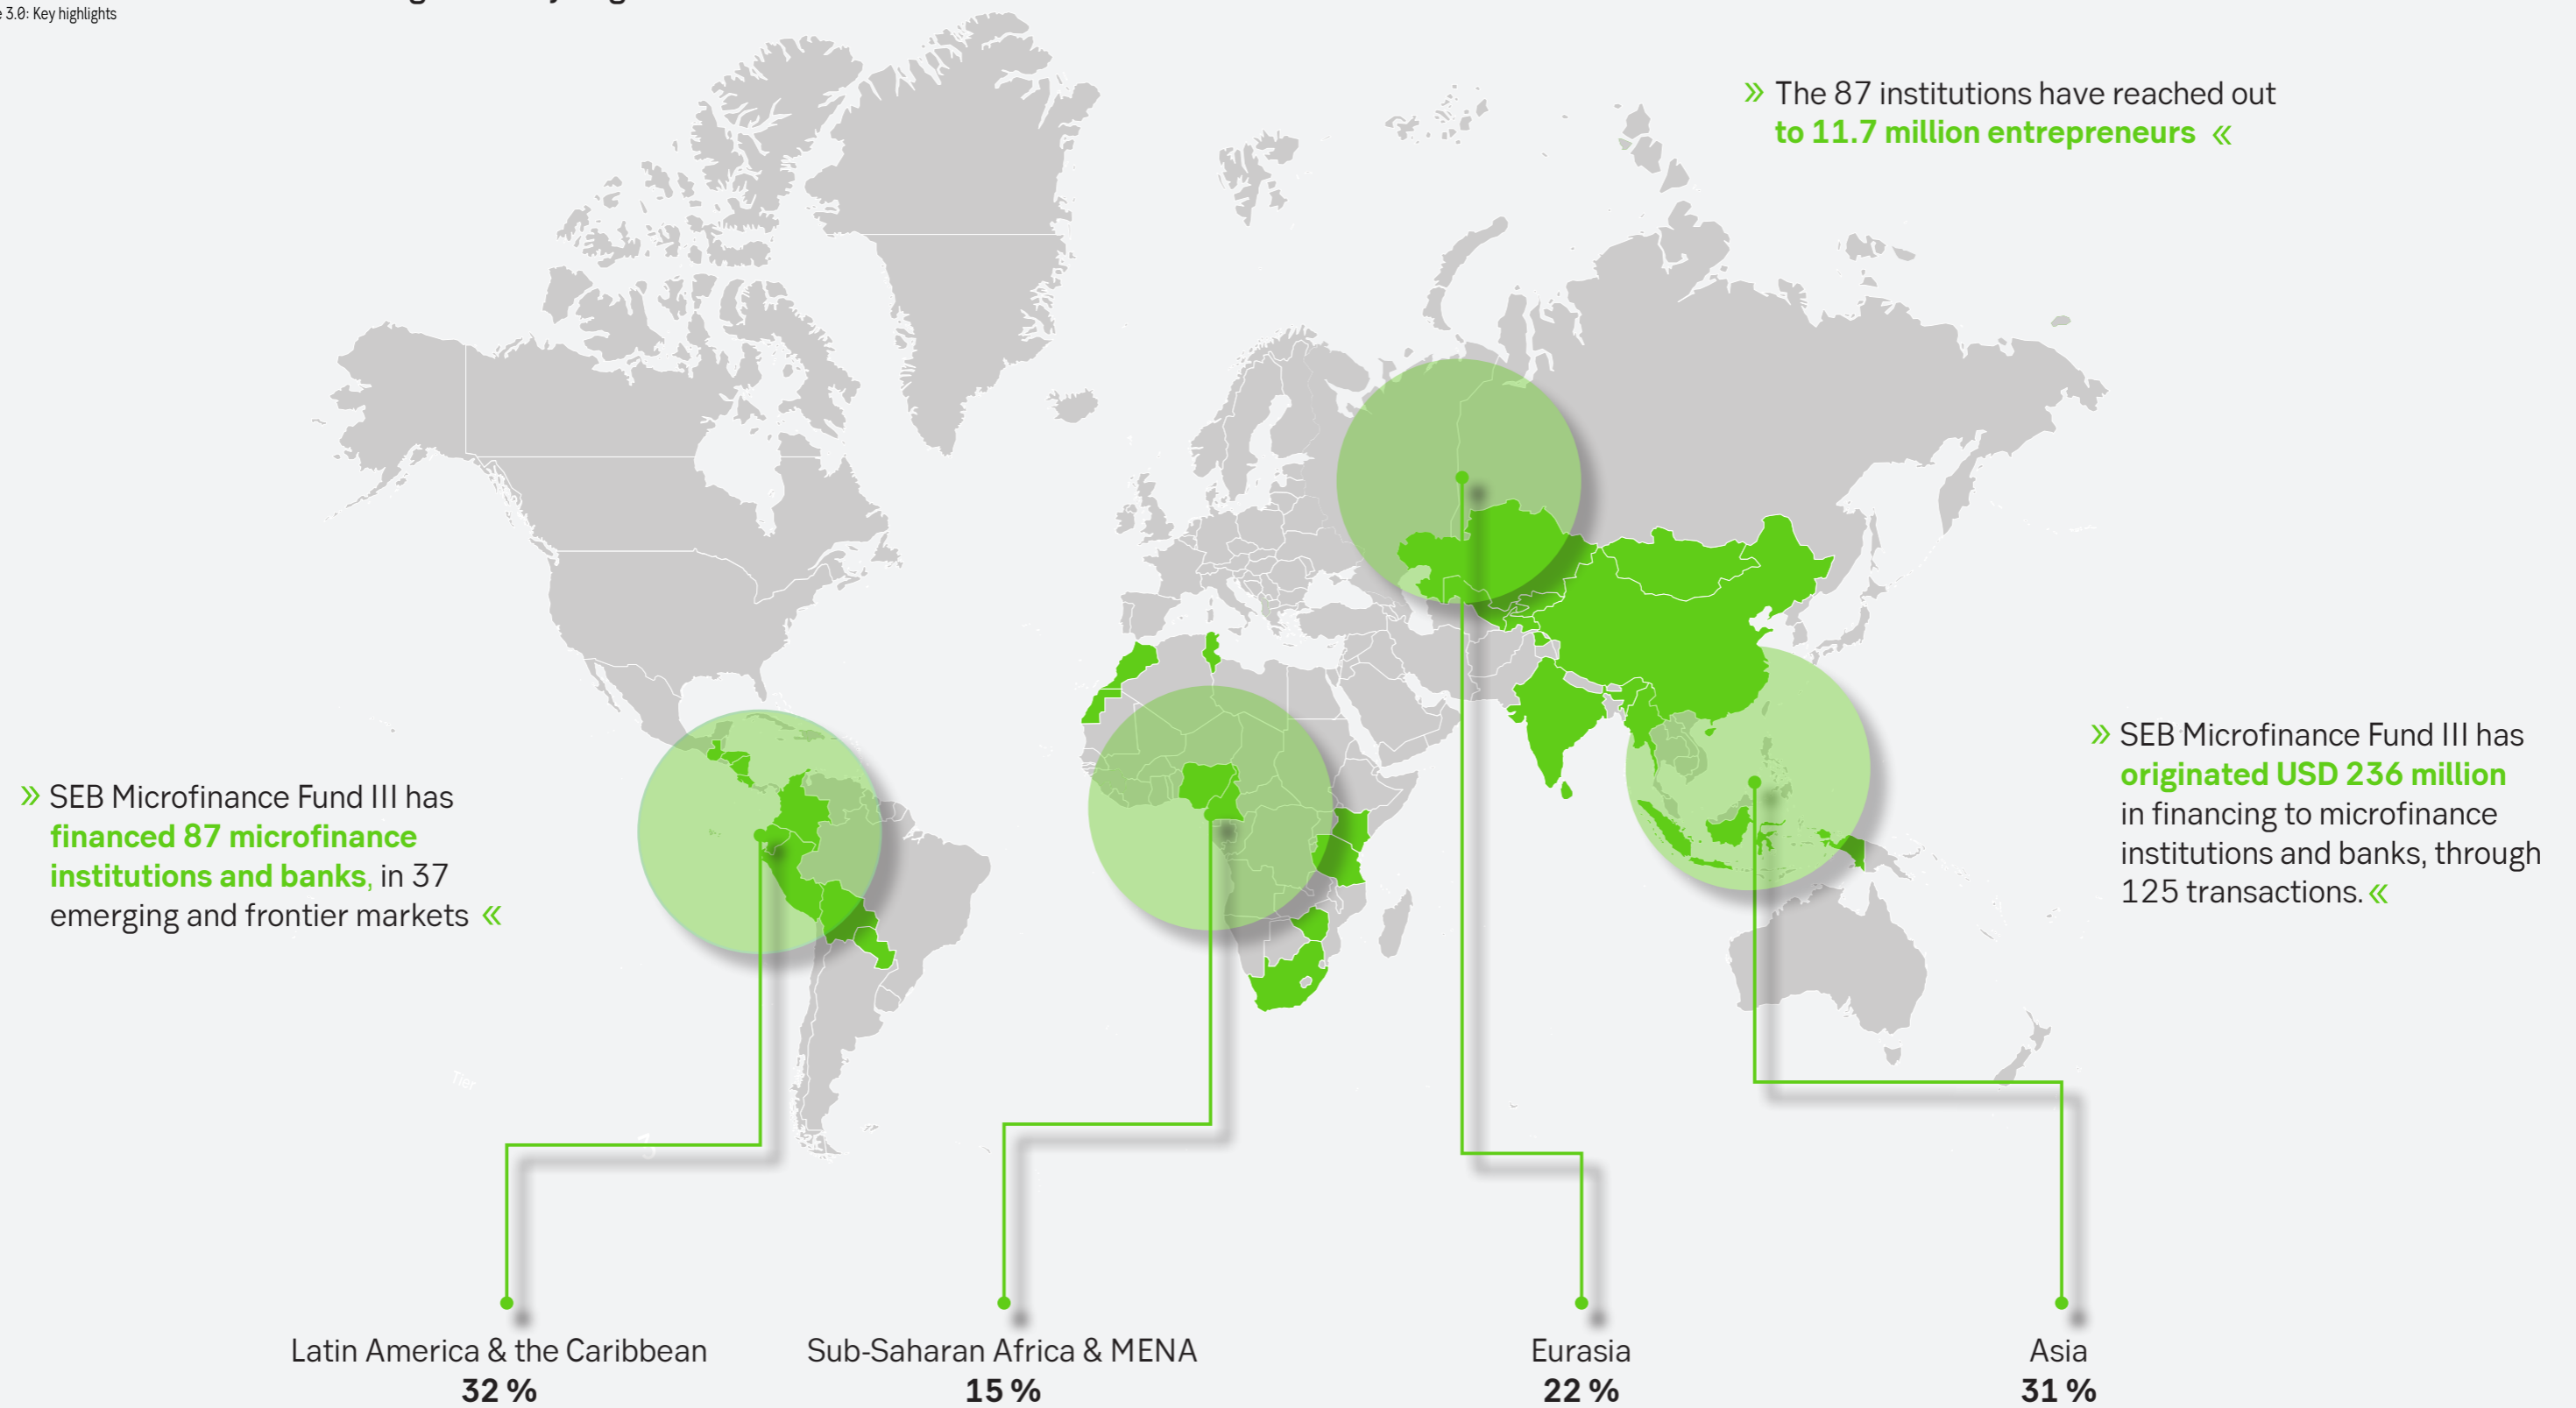 3.0: Key highlights
» The 87 institutions have reached out
to 11.7 million entrepreneurs «
» SEB Microfinance Fund III has
financed 87 microfinance
institutions and banks, in 37
emerging and frontier markets «
» SEB Microfinance Fund III has
originated USD 236 million
in financing to microfinance
institutions and banks, through
125 transactions. «
Tier
3
Latin America & the Caribbean
32 %
Sub-Saharan Africa & MENA
15 %
Eurasia
22 %
Asia
31 %